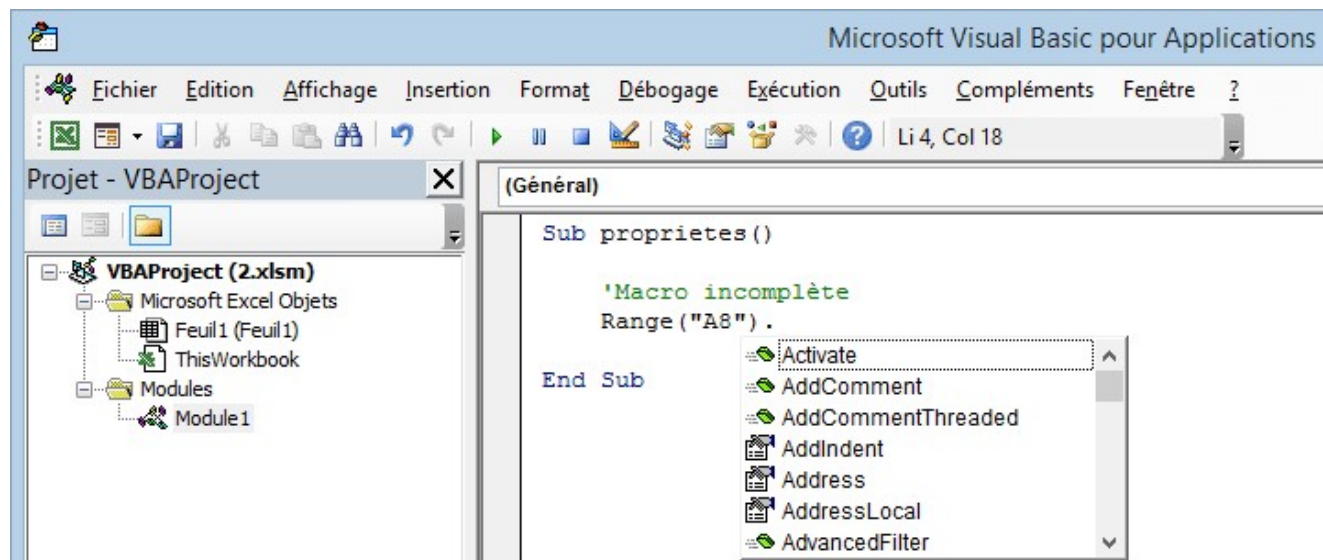 Microsoft Visual Basic pour Applications
Fichier Edition Affichage Insertion Format Débogage Exécution Outils Compléments Fenêtre ?
Li 4, Col 18
Projet - VBAProject
(Général)
VBAProject (2.xlsm)
Microsoft Excel Objets
Feuil1 (Feuil1)
ThisWorkbook
Modules
Module1
Sub proprietes()
'Macro incomplète
Range("A8").
Activate
AddComment
AddCommentThreaded
AddIndent
Address
AddressLocal
AdvancedFilter
End Sub